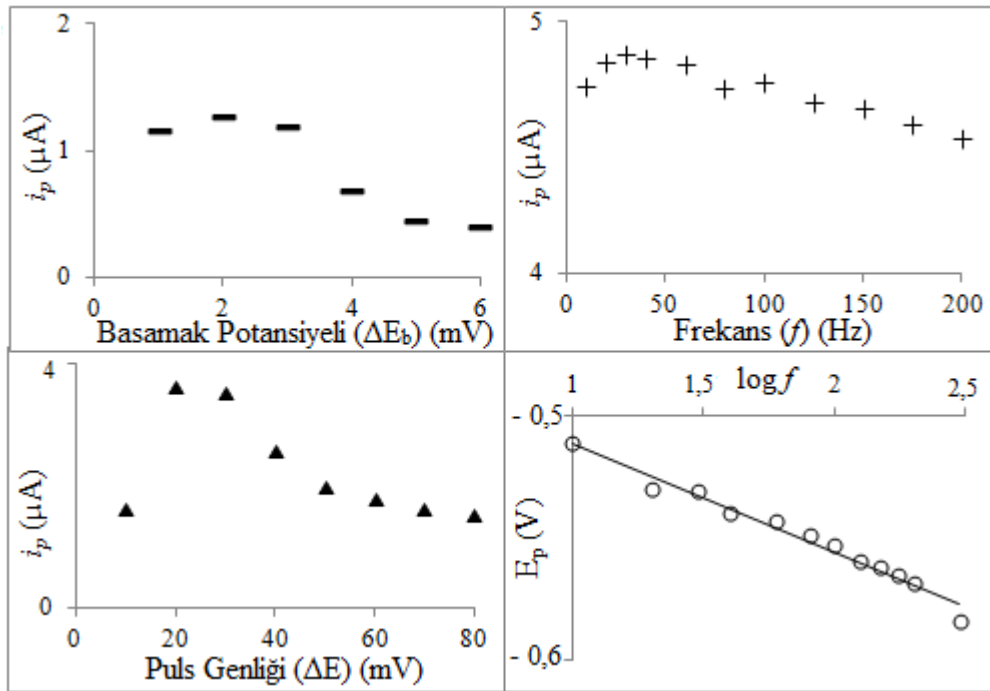 2
1
0
i_p (µA)
0 2 4 6
Basamak Potansiyeli (ΔE_b) (mV)
5
4
i_p (µA)
0 50 100 150 200
Frekans (f) (Hz)
4
0
i_p (µA)
0 20 40 60 80
Puls Genliği (ΔE) (mV)
log f
1 1,5 2 2,5
- 0,5
E_p (V)
- 0,6